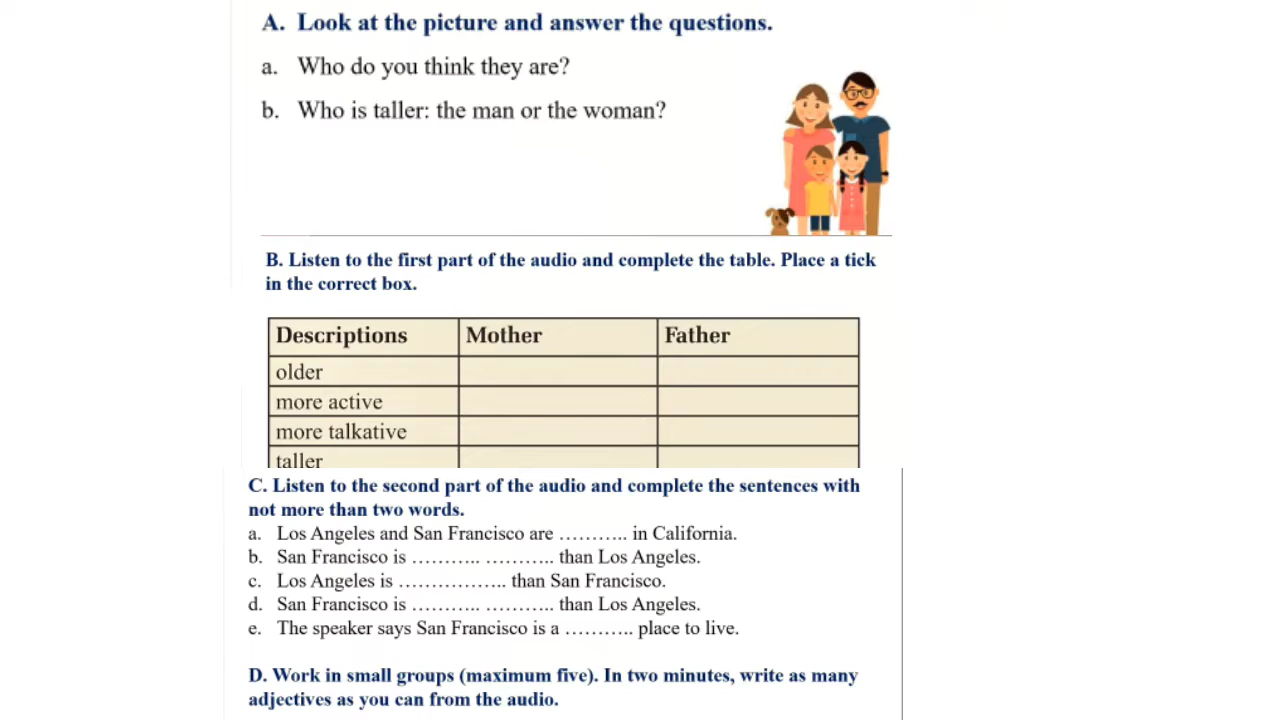 A. Look at the picture and answer the questions.
a. Who do you think they are?
b. Who is taller: the man or the woman?
B. Listen to the first part of the audio and complete the table. Place a tick
in the correct box.
Descriptions Mother Father
older
more active
more talkative
taller
C. Listen to the second part of the audio and complete the sentences with
not more than two words.
a. Los Angeles and San Francisco are ……….. in California.
b. San Francisco is ……….. ……….. than Los Angeles.
c. Los Angeles is …………….. than San Francisco.
d. San Francisco is ……….. ……….. than Los Angeles.
e. The speaker says San Francisco is a ……….. place to live.
D. Work in small groups (maximum five). In two minutes, write as many
adjectives as you can from the audio.